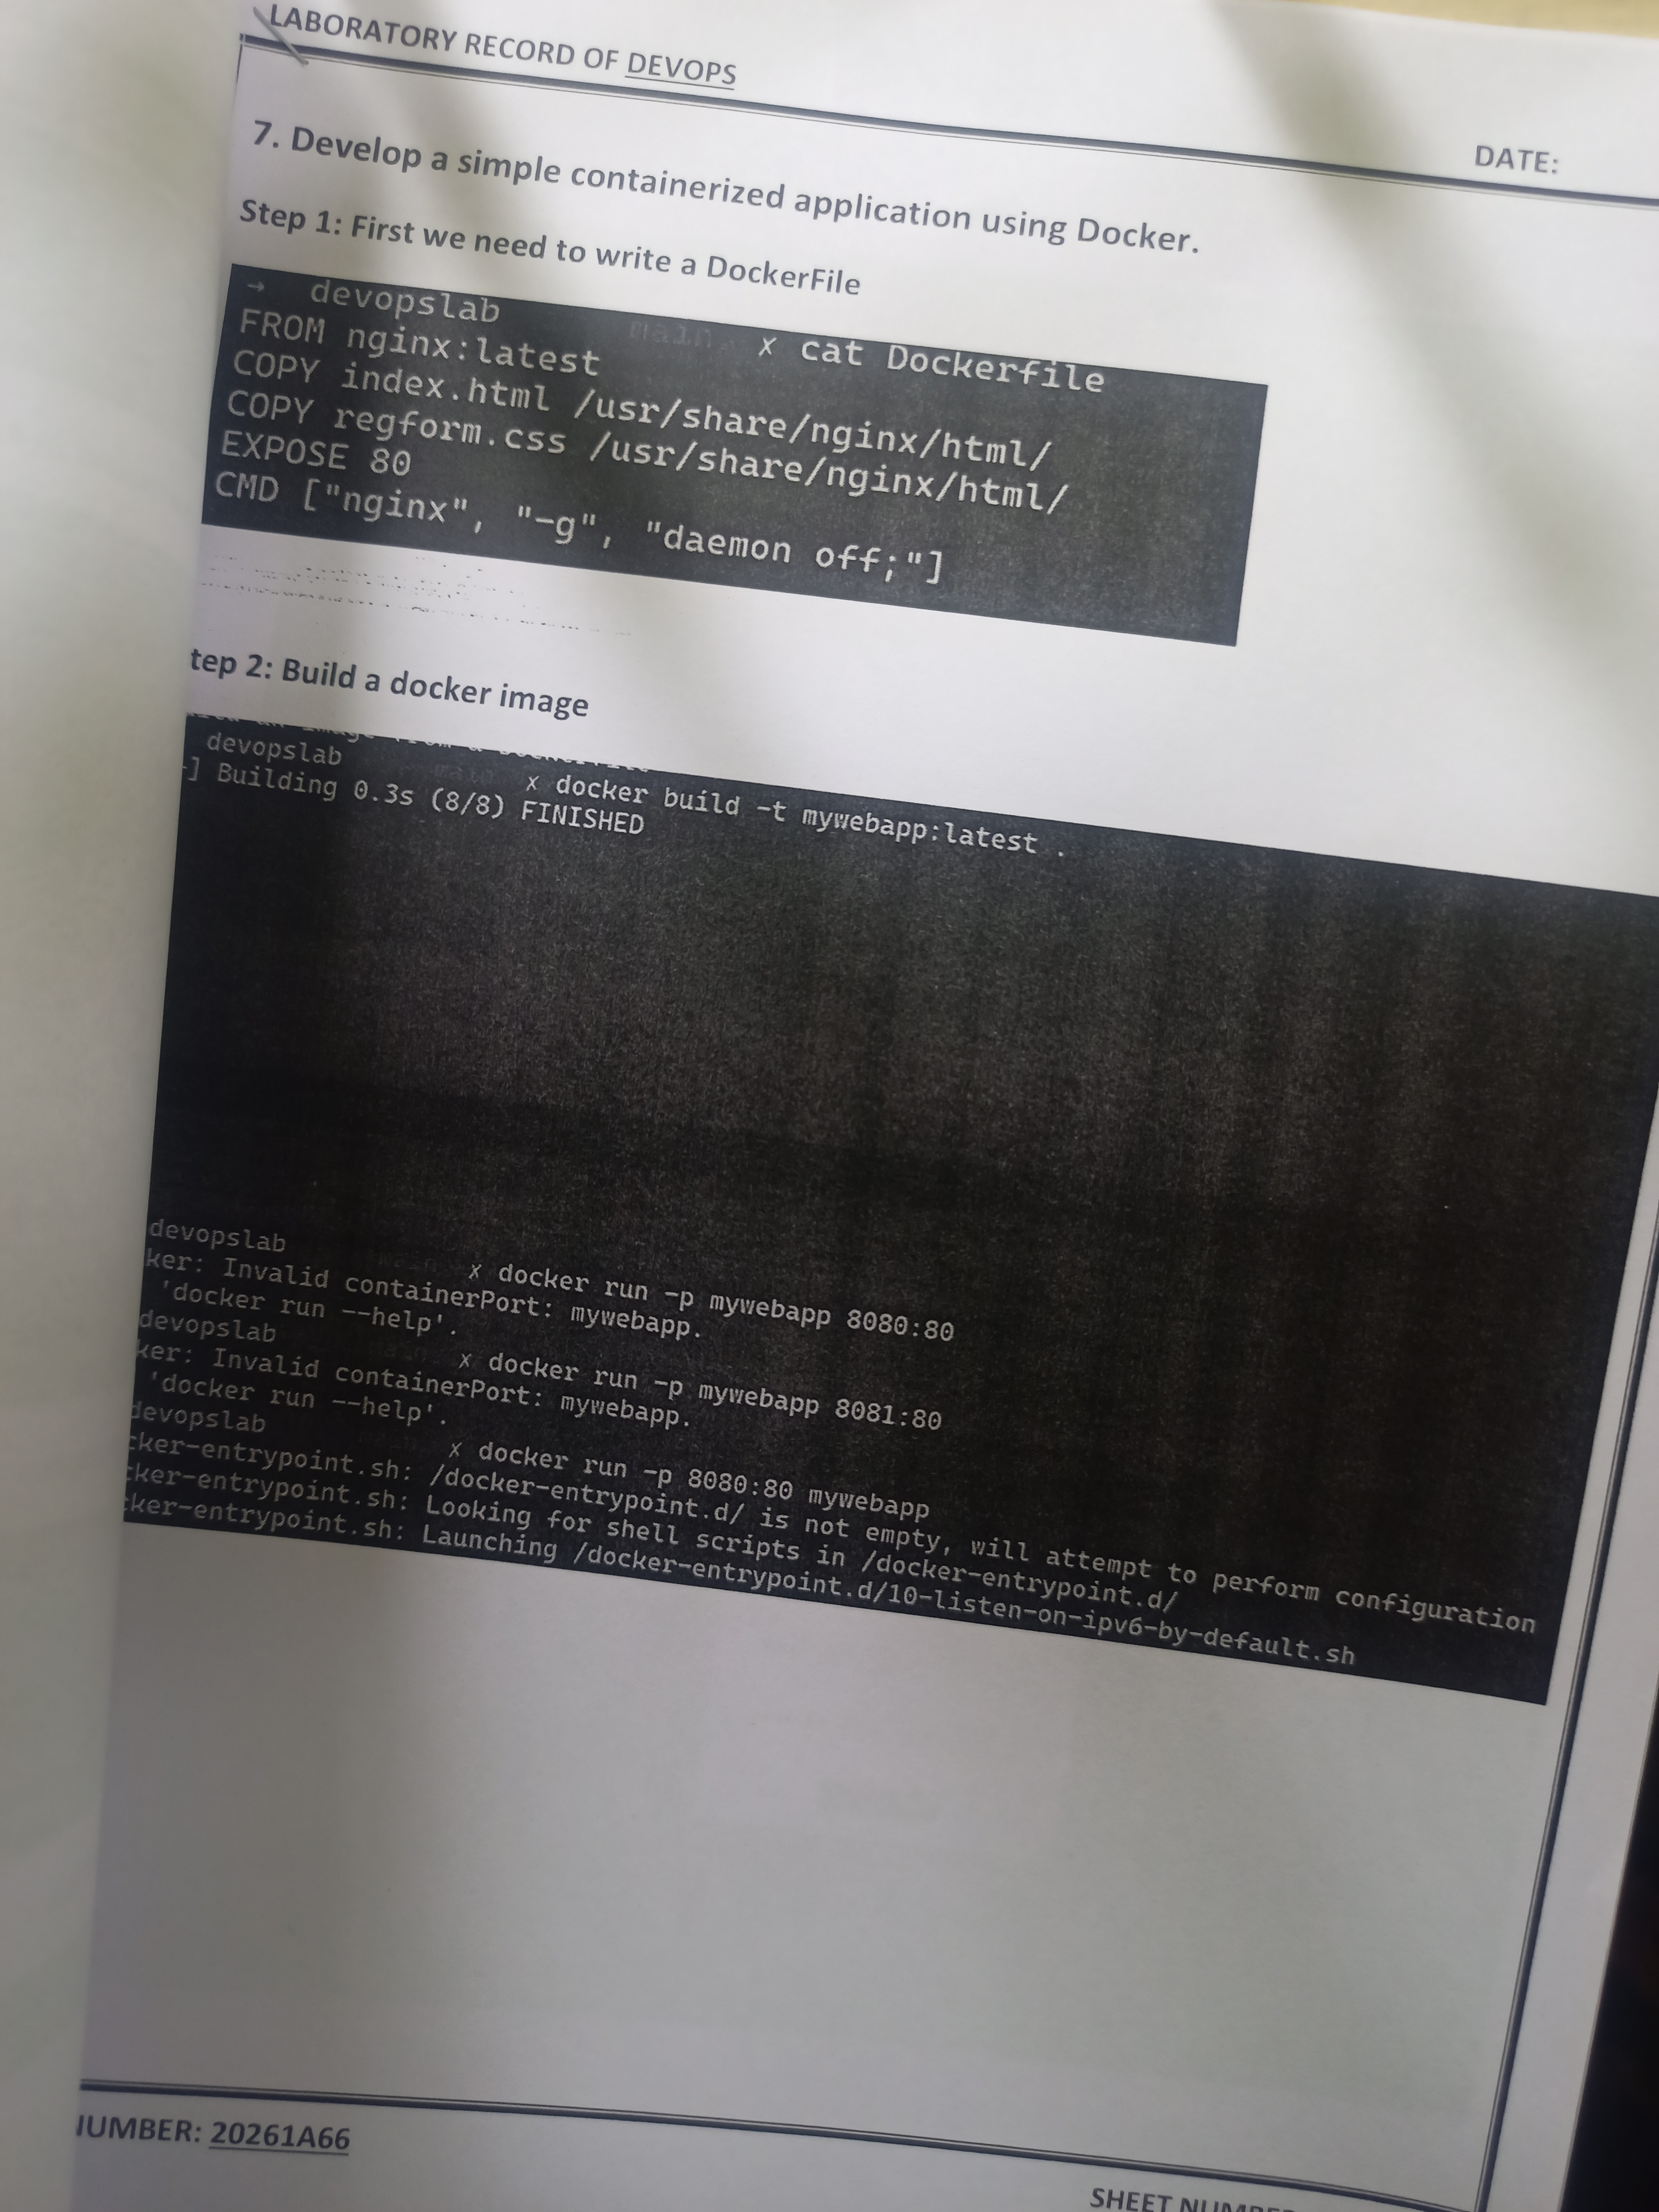 LABORATORY RECORD OF DEVOPS
DATE:
7. Develop a simple containerized application using Docker.
Step 1: First we need to write a DockerFile
→ devopslab main x cat Dockerfile
FROM nginx:latest
COPY index.html /usr/share/nginx/html/
COPY regform.css /usr/share/nginx/html/
EXPOSE 80
CMD ["nginx", "-g", "daemon off;"]
tep 2: Build a docker image
devopslab main x docker build -t mywebapp:latest .
] Building 0.3s (8/8) FINISHED
devopslab x docker run -p mywebapp 8080:80
ker: Invalid containerPort: mywebapp.
'docker run --help'.
devopslab x docker run -p mywebapp 8081:80
ker: Invalid containerPort: mywebapp.
'docker run --help'.
devopslab x docker run -p 8080:80 mywebapp
cker-entrypoint.sh: /docker-entrypoint.d/ is not empty, will attempt to perform configuration
cker-entrypoint.sh: Looking for shell scripts in /docker-entrypoint.d/
cker-entrypoint.sh: Launching /docker-entrypoint.d/10-listen-on-ipv6-by-default.sh
NUMBER: 20261A66
SHEET NUMBER